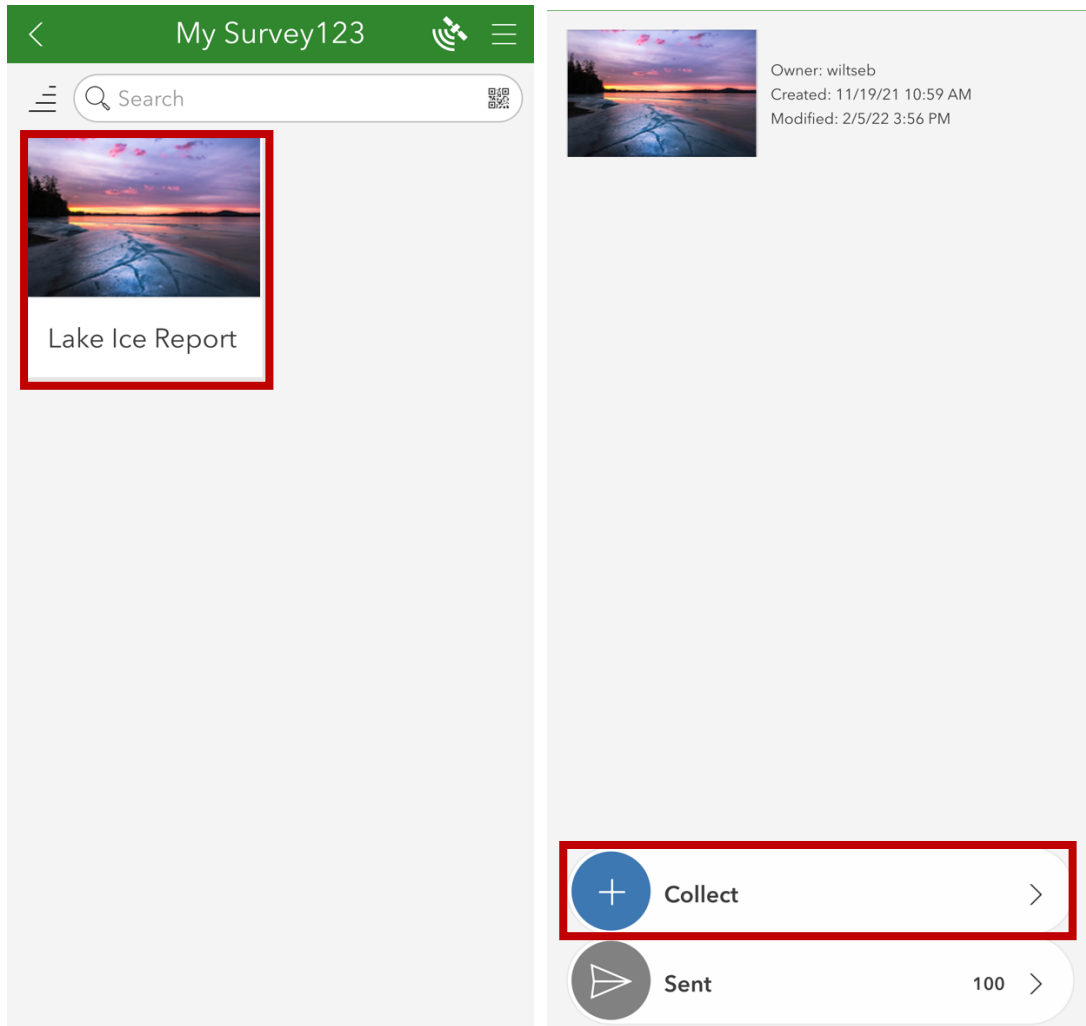 My Survey123
Search
Lake Ice Report
Owner: wiltseb
Created: 11/19/21 10:59 AM
Modified: 2/5/22 3:56 PM
Collect
Sent 100